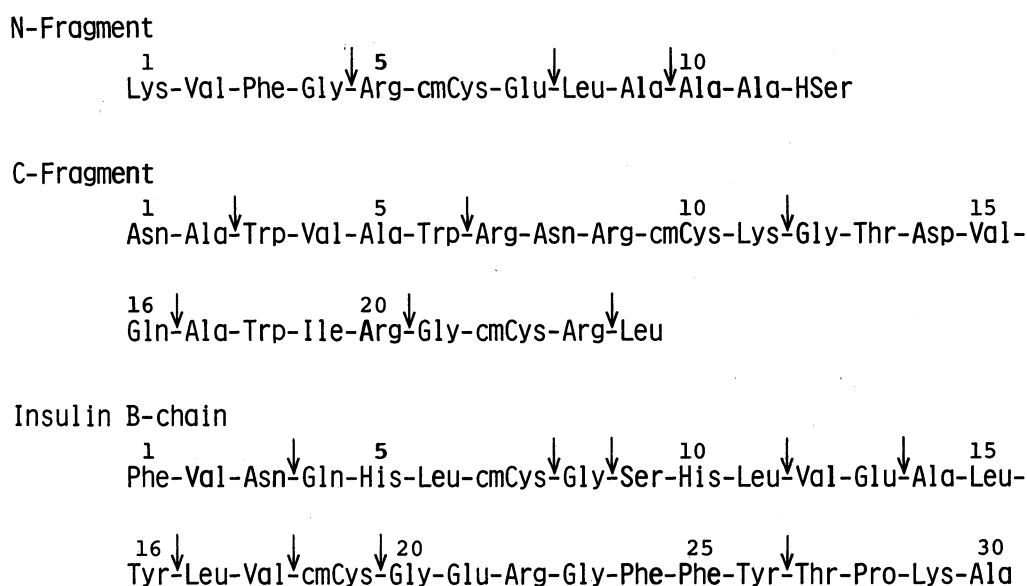 N-Fragment
1 5 10
Lys-Val-Phe-Gly-Arg-cmCys-Glu-Leu-Ala-Ala-Ala-HSer
C-Fragment
1 5 10 15
Asn-Ala-Trp-Val-Ala-Trp-Arg-Asn-Arg-cmCys-Lys-Gly-Thr-Asp-Val-
16 20
Gln-Ala-Trp-Ile-Arg-Gly-cmCys-Arg-Leu
Insulin B-chain
1 5 10 15
Phe-Val-Asn-Gln-His-Leu-cmCys-Gly-Ser-His-Leu-Val-Glu-Ala-Leu-
16 20 25 30
Tyr-Leu-Val-cmCys-Gly-Glu-Arg-Gly-Phe-Phe-Tyr-Thr-Pro-Lys-Ala